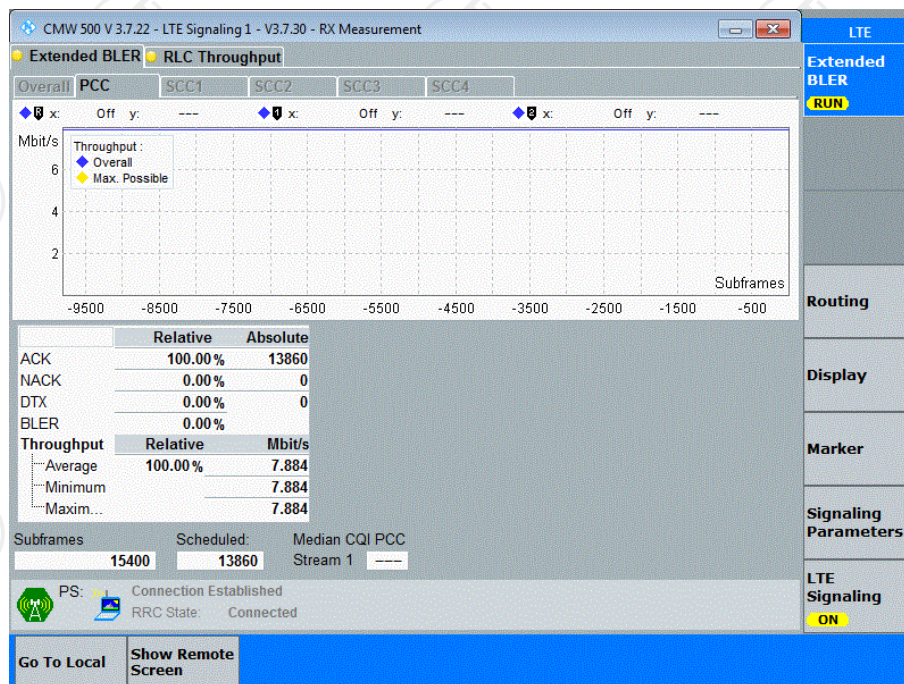 CMW 500 V 3.7.22 - LTE Signaling 1 - V3.7.30 - RX Measurement
LTE
Extended BLER RLC Throughput
Extended
BLER
RUN
Overall PCC SCC1 SCC2 SCC3 SCC4
R x: Off y: --- 1 x: Off y: --- 2 x: Off y: ---
Mbit/s
Throughput :
Overall
Max. Possible
6
4
2
Subframes
-9500 -8500 -7500 -6500 -5500 -4500 -3500 -2500 -1500 -500
Routing
Relative Absolute
ACK 100.00 % 13860
NACK 0.00 % 0
DTX 0.00 % 0
BLER 0.00 %
Display
Throughput Relative Mbit/s
Average 100.00 % 7.884
Minimum 7.884
Maxim... 7.884
Marker
Subframes Scheduled: Median CQI PCC
15400 13860 Stream 1 ---
Signaling
Parameters
PS: Connection Established
RRC State: Connected
LTE
Signaling
ON
Go To Local
Show Remote
Screen